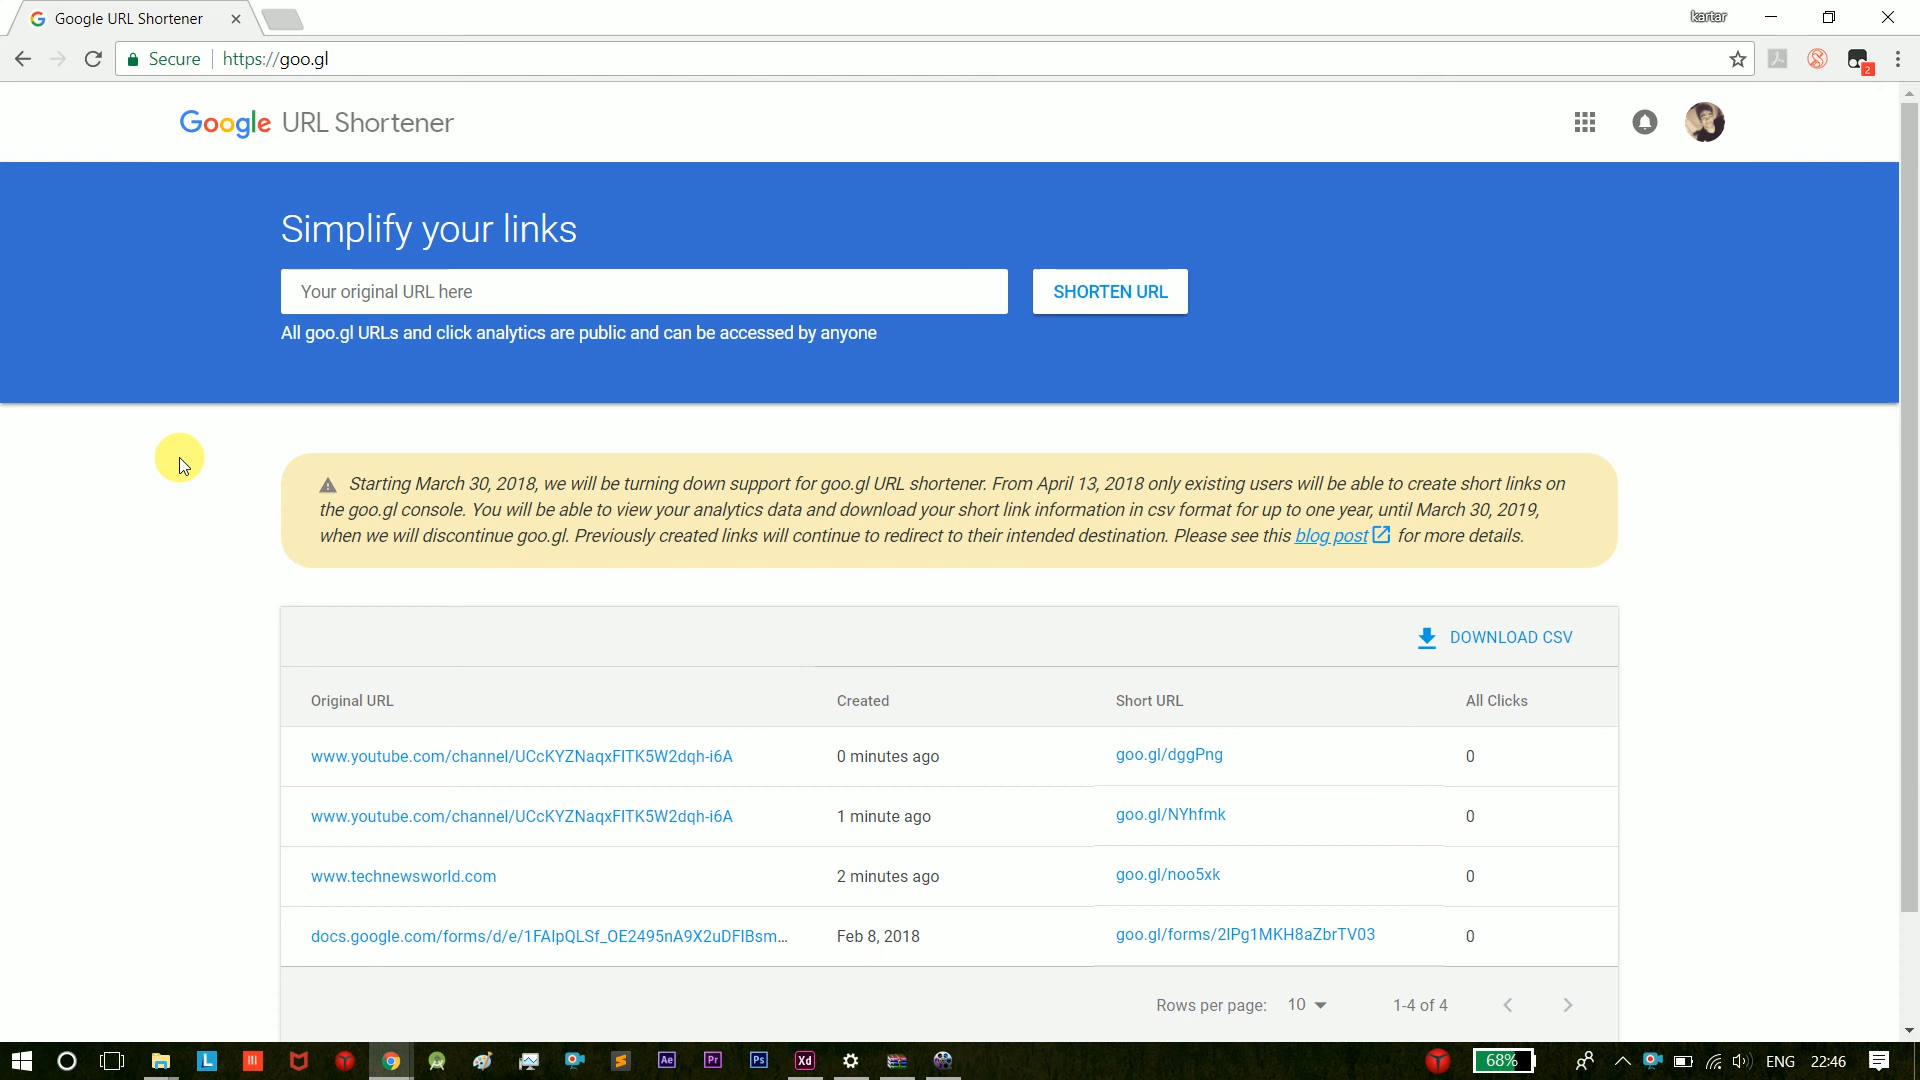 Google URL Shortener
kartar
Secure
https://goo.gl
2
Google URL Shortener
Simplify your links
Your original URL here
SHORTEN URL
All goo.gl URLs and click analytics are public and can be accessed by anyone
Starting March 30, 2018, we will be turning down support for goo.gl URL shortener. From April 13, 2018 only existing users will be able to create short links on
the goo.gl console. You will be able to view your analytics data and download your short link information in csv format for up to one year, until March 30, 2019,
when we will discontinue goo.gl. Previously created links will continue to redirect to their intended destination. Please see this blog post for more details.
DOWNLOAD CSV
Original URL Created Short URL All Clicks
www.youtube.com/channel/UCcKYZNaqxFITK5W2dqh-i6A 0 minutes ago goo.gl/dggPng 0
www.youtube.com/channel/UCcKYZNaqxFITK5W2dqh-i6A 1 minute ago goo.gl/NYhfmk 0
www.technewsworld.com 2 minutes ago goo.gl/noo5xk 0
docs.google.com/forms/d/e/1FAIpQLSf_OE2495nA9X2uDFIBsm... Feb 8, 2018 goo.gl/forms/2IPg1MKH8aZbrTV03 0
Rows per page: 10 1-4 of 4
L Ae Pr Ps Xd 68% ENG 22:46